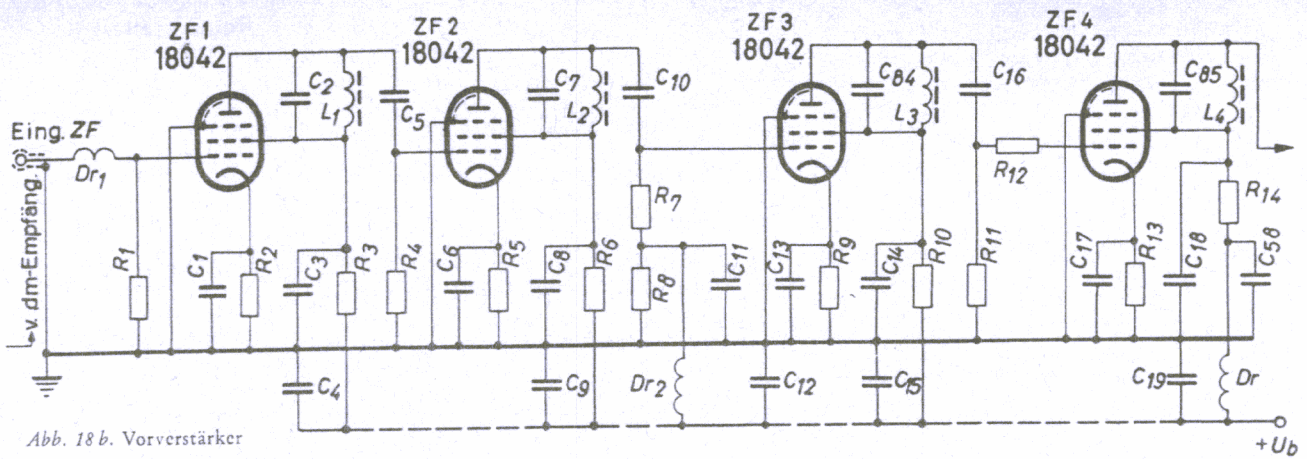 ZF1
18042
ZF2
18042
ZF3
18042
ZF4
18042
C2
L1
C5
C7
L2
C10
C84
L3
C16
C85
L4
Eing. ZF
Dr1
R12
v. dm-Empfäng.
R1
C1
R2
C3
R3
R4
C6
R5
C8
R6
R7
R8
C11
C13
R9
C14
R10
R11
C17
R13
C18
R14
C58
C4
C9
Dr2
C12
C15
C19
Dr
+Ub
Abb. 18 b. Vorverstärker